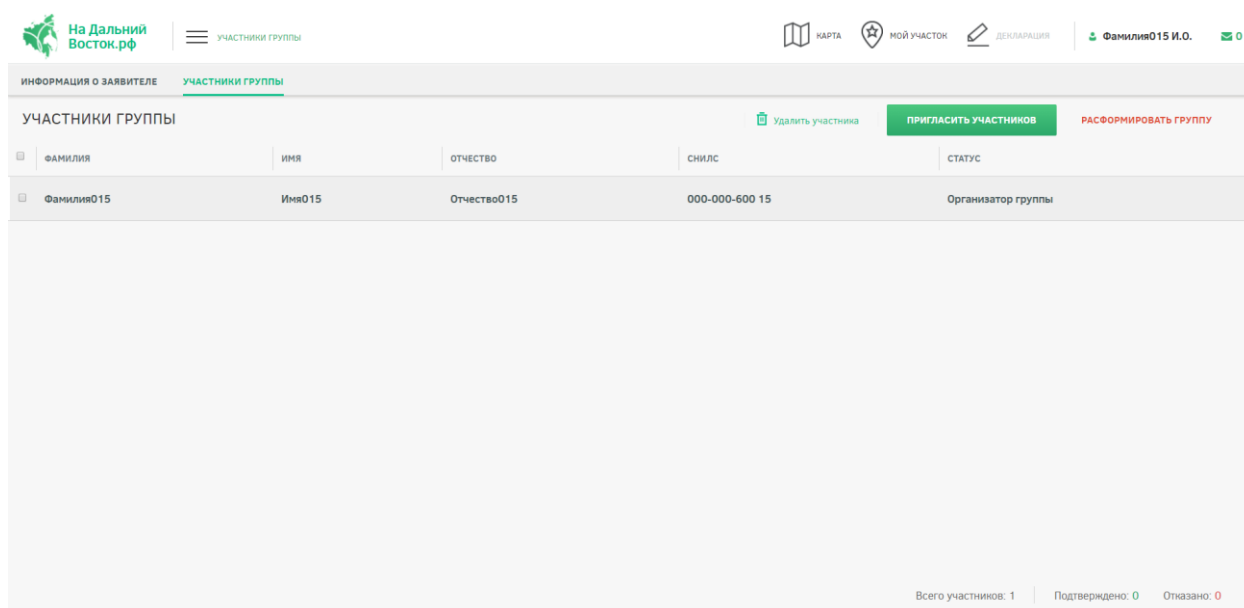 На Дальний
Восток.рф
УЧАСТНИКИ ГРУППЫ
КАРТА
МОЙ УЧАСТОК
ДЕКЛАРАЦИЯ
Фамилия015 И.О.
0
ИНФОРМАЦИЯ О ЗАЯВИТЕЛЕ
УЧАСТНИКИ ГРУППЫ
УЧАСТНИКИ ГРУППЫ
Удалить участника
ПРИГЛАСИТЬ УЧАСТНИКОВ
РАСФОРМИРОВАТЬ ГРУППУ
ФАМИЛИЯ
ИМЯ
ОТЧЕСТВО
СНИЛС
СТАТУС
Фамилия015
Имя015
Отчество015
000-000-600 15
Организатор группы
Всего участников: 1
Подтверждено: 0
Отказано: 0